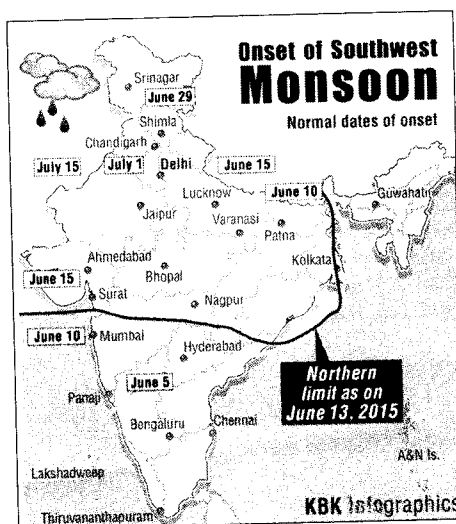 Onset of Southwest
Monsoon
Normal dates of onset
Srinagar
June 29
Shimla
Chandigarh
July 15
July 1
Delhi
June 15
Lucknow
June 10
Guwahati
Jaipur
Varanasi
Patna
Ahmedabad
Bhopal
Kolkata
June 15
Surat
Nagpur
June 10
Mumbai
Hyderabad
Northern
limit as on
June 13, 2015
June 5
Panaji
Bengaluru
Chennai
A&N Is.
Lakshadweep
Thiruvananthapuram
KBK Infographics